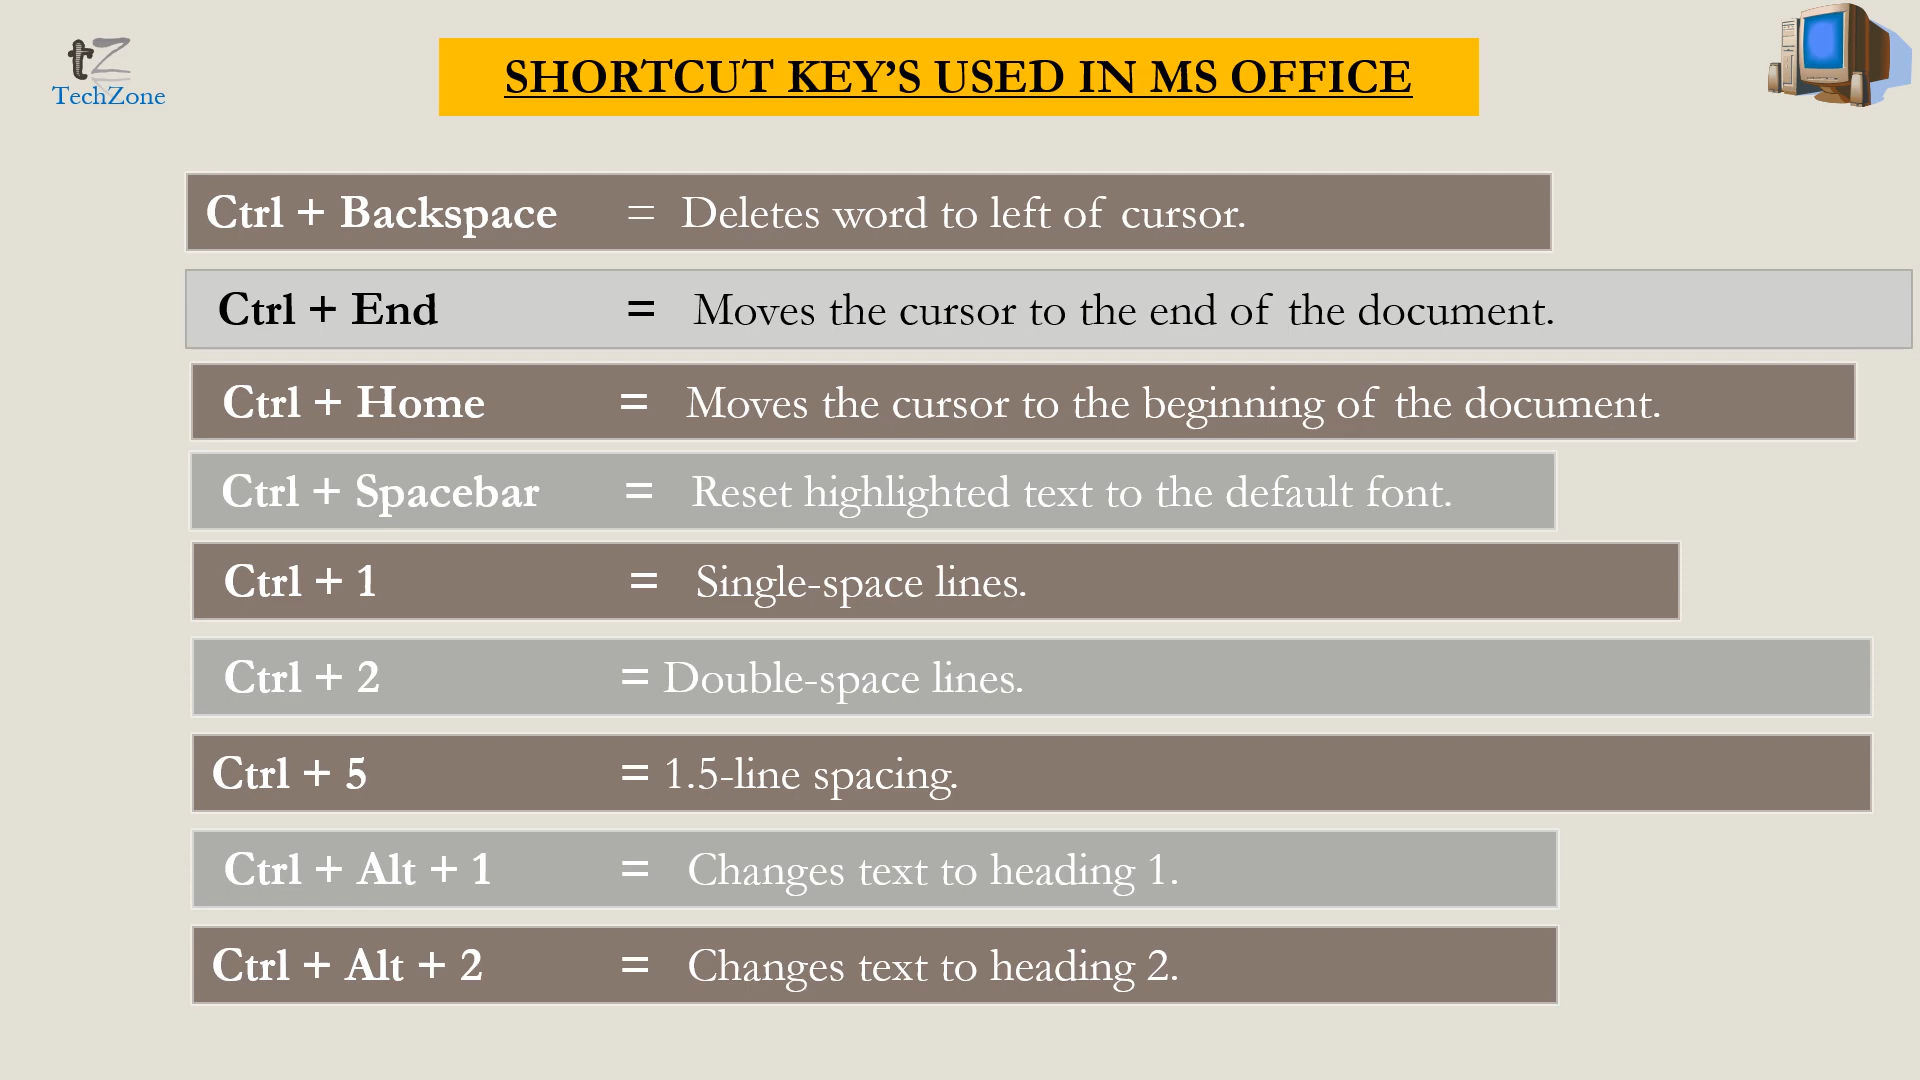 tZ
TechZone
SHORTCUT KEY’S USED IN MS OFFICE
Ctrl + Backspace = Deletes word to left of cursor.
Ctrl + End = Moves the cursor to the end of the document.
Ctrl + Home = Moves the cursor to the beginning of the document.
Ctrl + Spacebar = Reset highlighted text to the default font.
Ctrl + 1 = Single-space lines.
Ctrl + 2 = Double-space lines.
Ctrl + 5 = 1.5-line spacing.
Ctrl + Alt + 1 = Changes text to heading 1.
Ctrl + Alt + 2 = Changes text to heading 2.